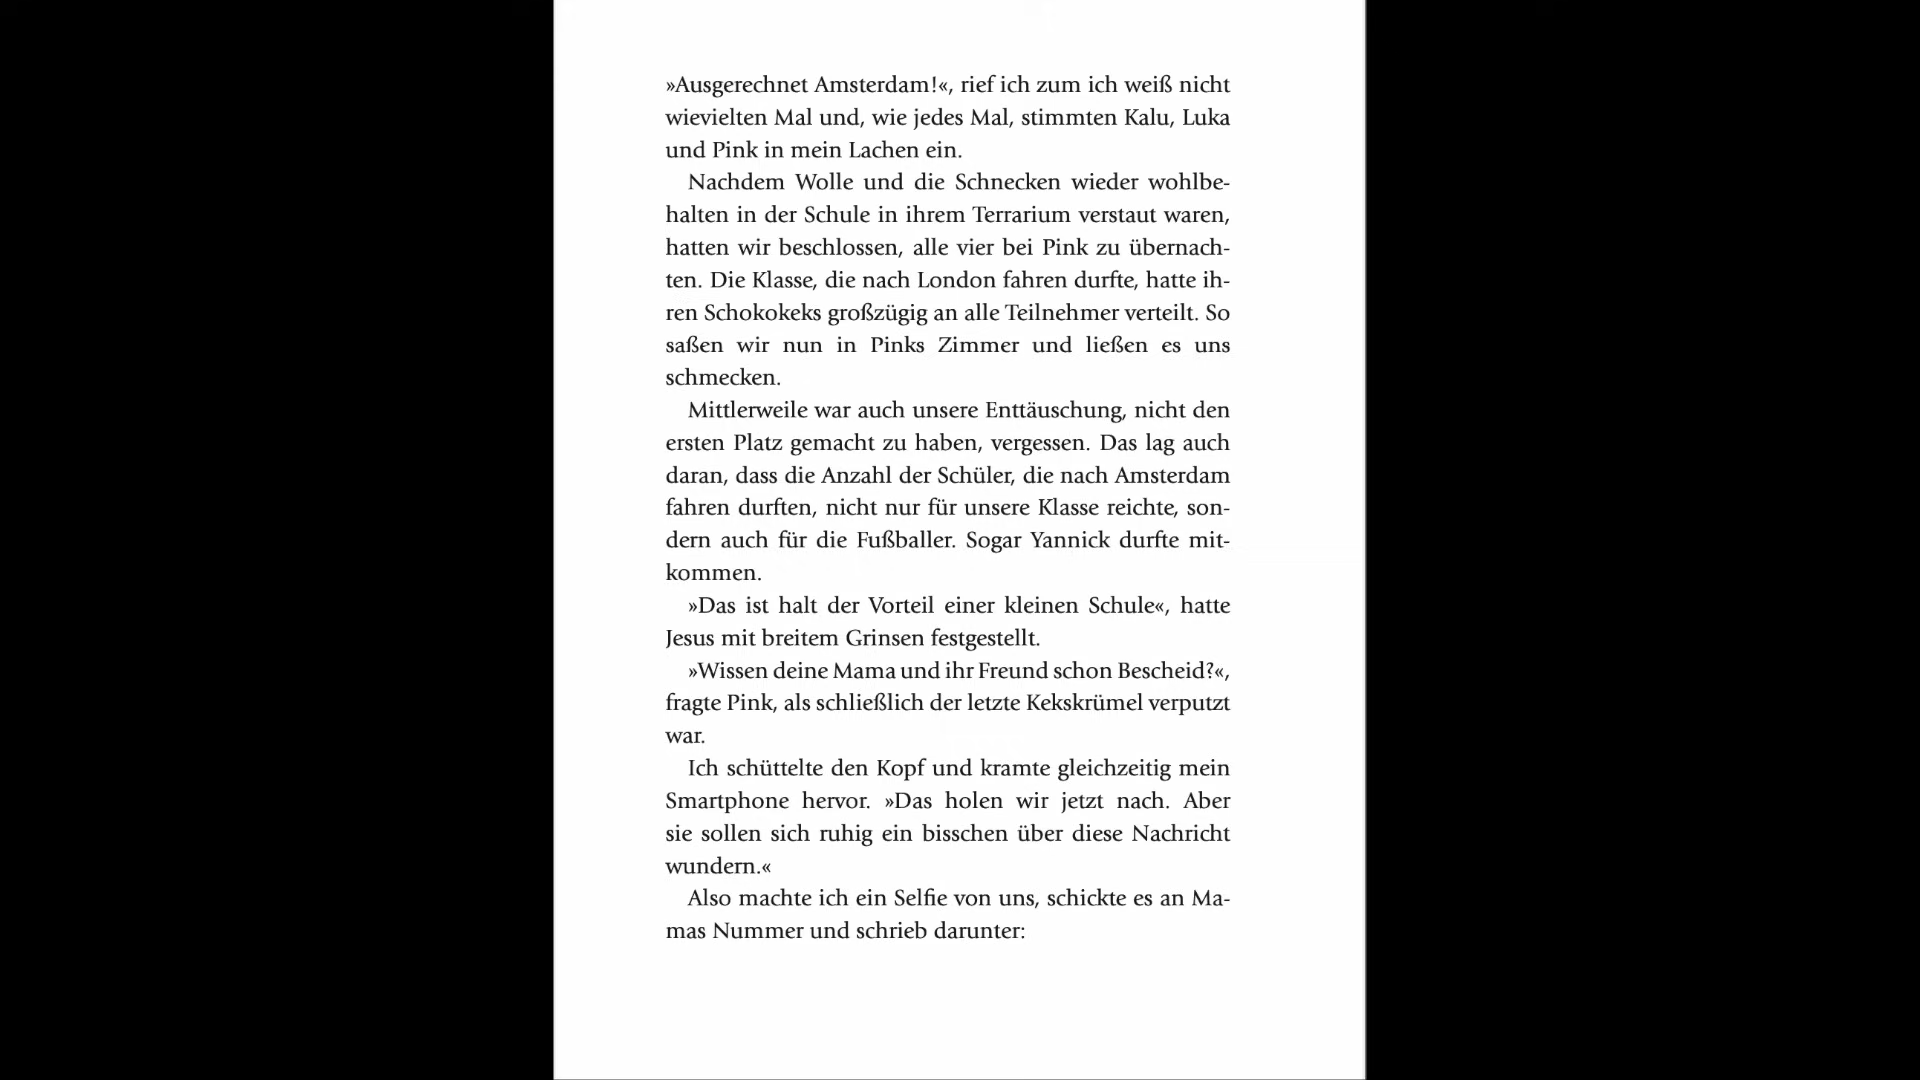 »Ausgerechnet Amsterdam!«, rief ich zum ich weiß nicht
wievielten Mal und, wie jedes Mal, stimmten Kalu, Luka
und Pink in mein Lachen ein.
Nachdem Wolle und die Schnecken wieder wohlbe-
halten in der Schule in ihrem Terrarium verstaut waren,
hatten wir beschlossen, alle vier bei Pink zu übernach-
ten. Die Klasse, die nach London fahren durfte, hatte ih-
ren Schokokeks großzügig an alle Teilnehmer verteilt. So
saßen wir nun in Pinks Zimmer und ließen es uns
schmecken.
Mittlerweile war auch unsere Enttäuschung, nicht den
ersten Platz gemacht zu haben, vergessen. Das lag auch
daran, dass die Anzahl der Schüler, die nach Amsterdam
fahren durften, nicht nur für unsere Klasse reichte, son-
dern auch für die Fußballer. Sogar Yannick durfte mit-
kommen.
»Das ist halt der Vorteil einer kleinen Schule«, hatte
Jesus mit breitem Grinsen festgestellt.
»Wissen deine Mama und ihr Freund schon Bescheid?«,
fragte Pink, als schließlich der letzte Kekskrümel verputzt
war.
Ich schüttelte den Kopf und kramte gleichzeitig mein
Smartphone hervor. »Das holen wir jetzt nach. Aber
sie sollen sich ruhig ein bisschen über diese Nachricht
wundern.«
Also machte ich ein Selfie von uns, schickte es an Ma-
mas Nummer und schrieb darunter: